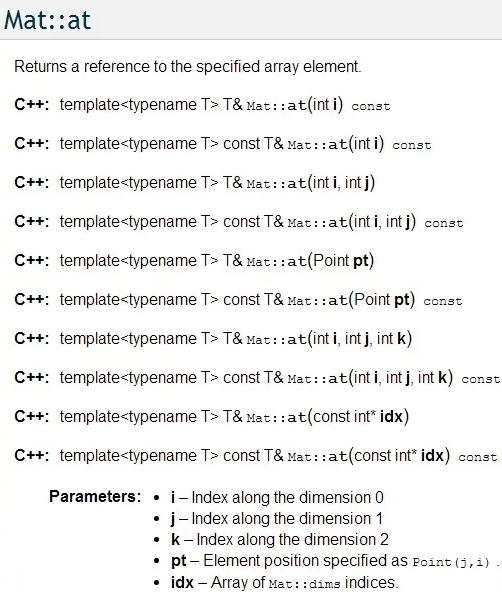 Mat::at
Returns a reference to the specified array element.
C++: template<typename T> T& Mat::at(int i) const
C++: template<typename T> const T& Mat::at(int i) const
C++: template<typename T> T& Mat::at(int i, int j)
C++: template<typename T> const T& Mat::at(int i, int j) const
C++: template<typename T> T& Mat::at(Point pt)
C++: template<typename T> const T& Mat::at(Point pt) const
C++: template<typename T> T& Mat::at(int i, int j, int k)
C++: template<typename T> const T& Mat::at(int i, int j, int k) const
C++: template<typename T> T& Mat::at(const int* idx)
C++: template<typename T> const T& Mat::at(const int* idx) const
Parameters: • i – Index along the dimension 0
• j – Index along the dimension 1
• k – Index along the dimension 2
• pt – Element position specified as Point(j,i) .
• idx – Array of Mat::dims indices.